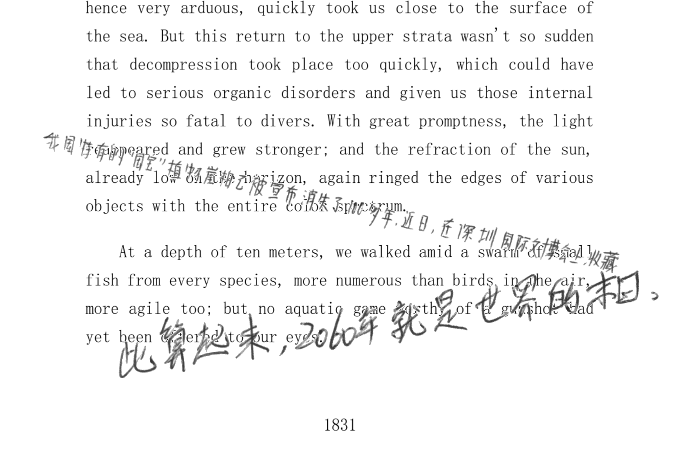 hence very arduous, quickly took us close to the surface of
the sea. But this return to the upper strata wasn't so sudden
that decompression took place too quickly, which could have
led to serious organic disorders and given us those internal
injuries so fatal to divers. With great promptness, the light
我国特有的"国宝"植物崖柏已被宣布消失了100多年,近日,在深圳国际植博会上,收藏
reappeared and grew stronger; and the refraction of the sun,
already low on the horizon, again ringed the edges of various
objects with the entire color spectrum.
At a depth of ten meters, we walked amid a swarm of small
fish from every species, more numerous than birds in the air,
more agile too; but no aquatic game worthy of a gunshot had
yet been offered to our eyes.
此算起来,2060年就是世界的末日。
1831